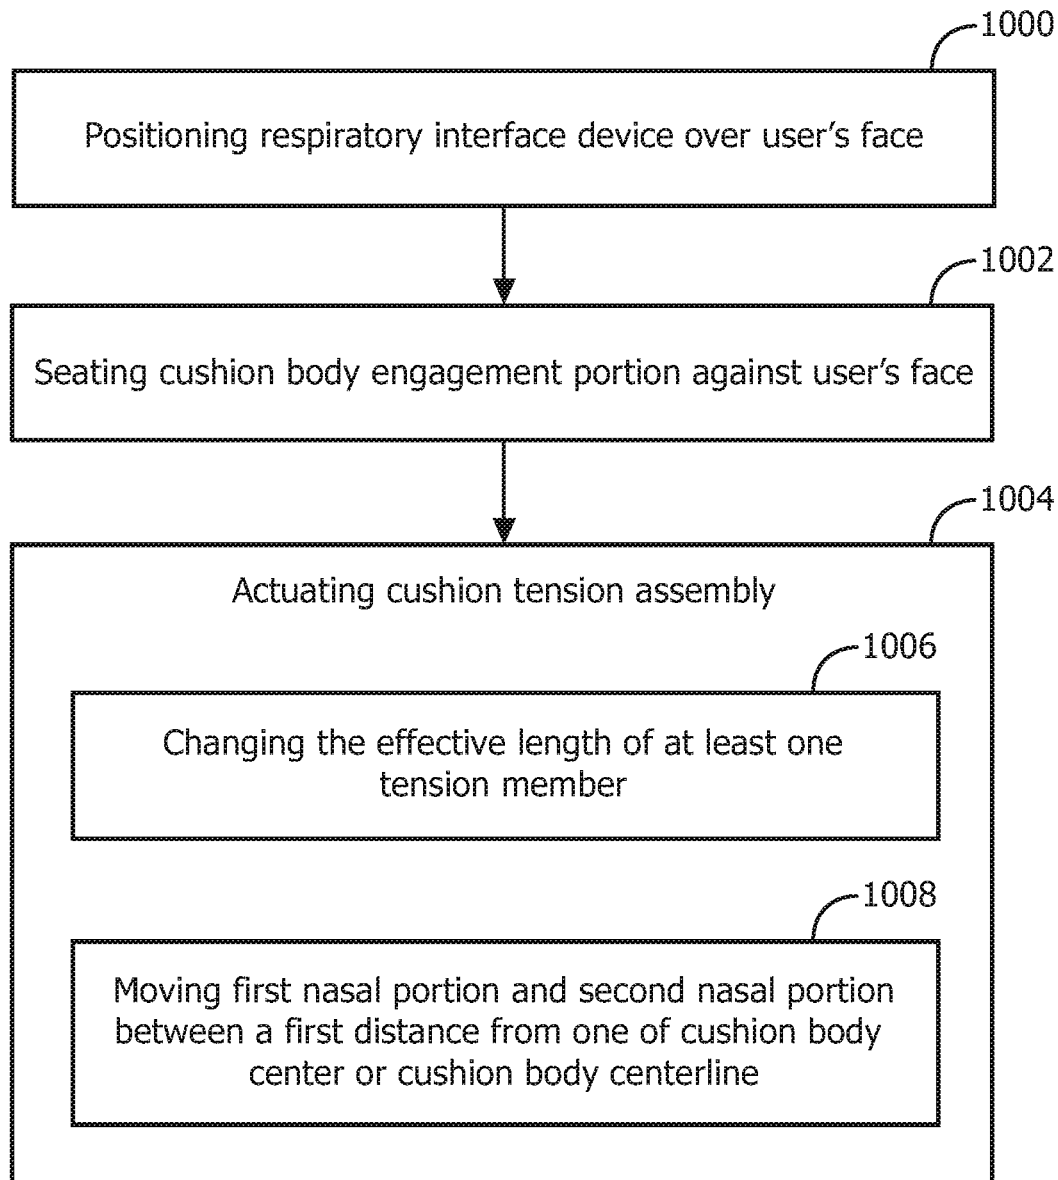 1000
Positioning respiratory interface device over user's face
1002
Seating cushion body engagement portion against user's face
1004
Actuating cushion tension assembly
1006
Changing the effective length of at least one
tension member
1008
Moving first nasal portion and second nasal portion
between a first distance from one of cushion body
center or cushion body centerline